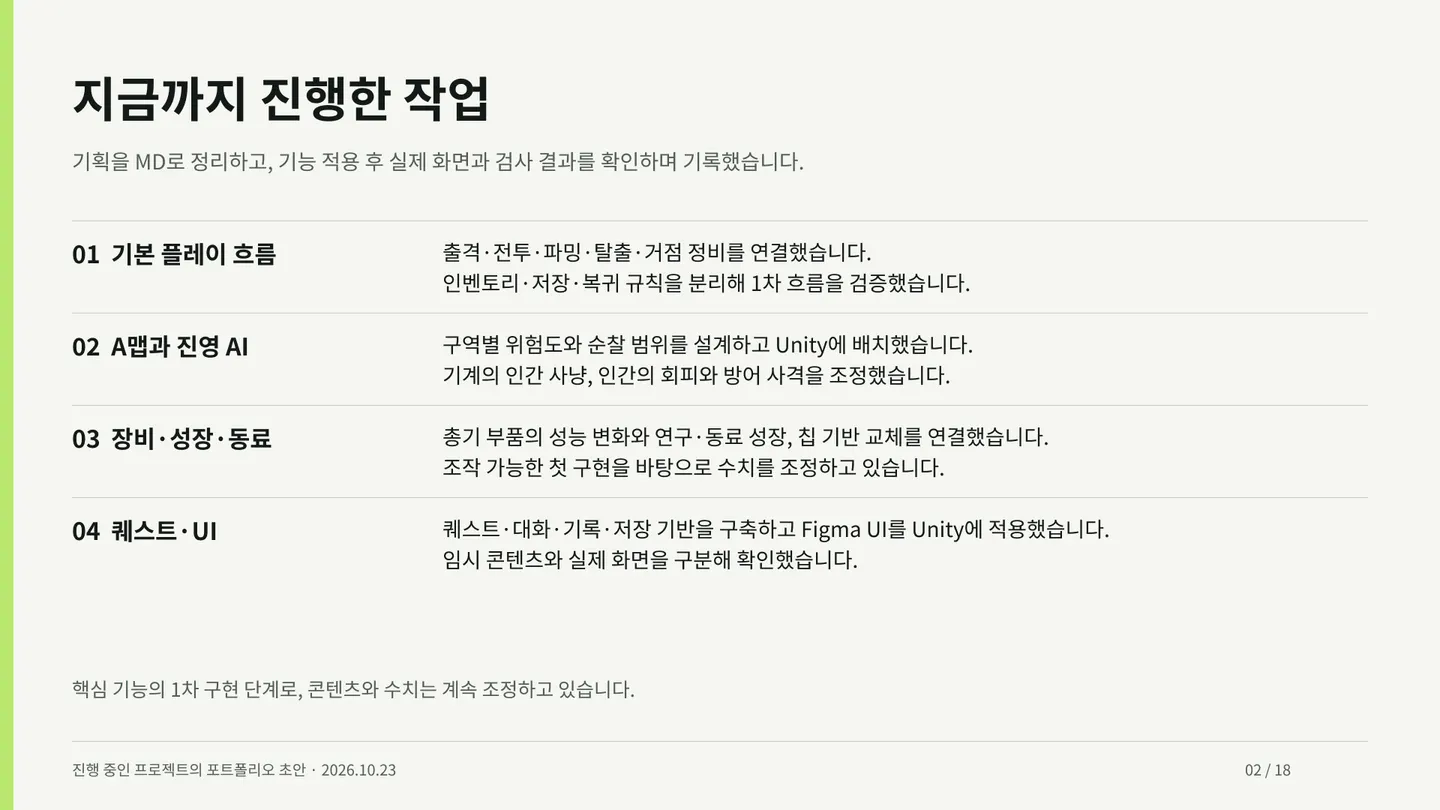 지금까지 진행한 작업
기획을 MD로 정리하고, 기능 적용 후 실제 화면과 검사 결과를 확인하며 기록했습니다.
01 기본 플레이 흐름
출격·전투·파밍·탈출·거점 정비를 연결했습니다.
인벤토리·저장·복귀 규칙을 분리해 1차 흐름을 검증했습니다.
02 A맵과 진영 AI
구역별 위험도와 순찰 범위를 설계하고 Unity에 배치했습니다.
기계의 인간 사냥, 인간의 회피와 방어 사격을 조정했습니다.
03 장비·성장·동료
총기 부품의 성능 변화와 연구·동료 성장, 칩 기반 교체를 연결했습니다.
조작 가능한 첫 구현을 바탕으로 수치를 조정하고 있습니다.
04 퀘스트·UI
퀘스트·대화·기록·저장 기반을 구축하고 Figma UI를 Unity에 적용했습니다.
임시 콘텐츠와 실제 화면을 구분해 확인했습니다.
핵심 기능의 1차 구현 단계로, 콘텐츠와 수치는 계속 조정하고 있습니다.
진행 중인 프로젝트의 포트폴리오 초안 · 2026.10.23
02 / 18